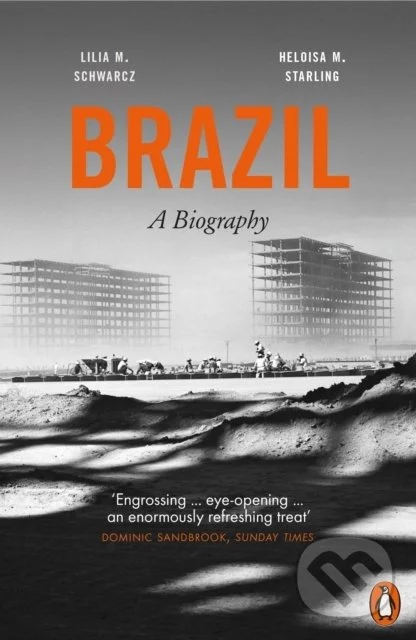 LILIA M.
SCHWARCZ
HELOISA M.
STARLING
BRAZIL
A Biography
'Engrossing ... eye-opening ...
an enormously refreshing treat'
DOMINIC SANDBROOK, SUNDAY TIMES